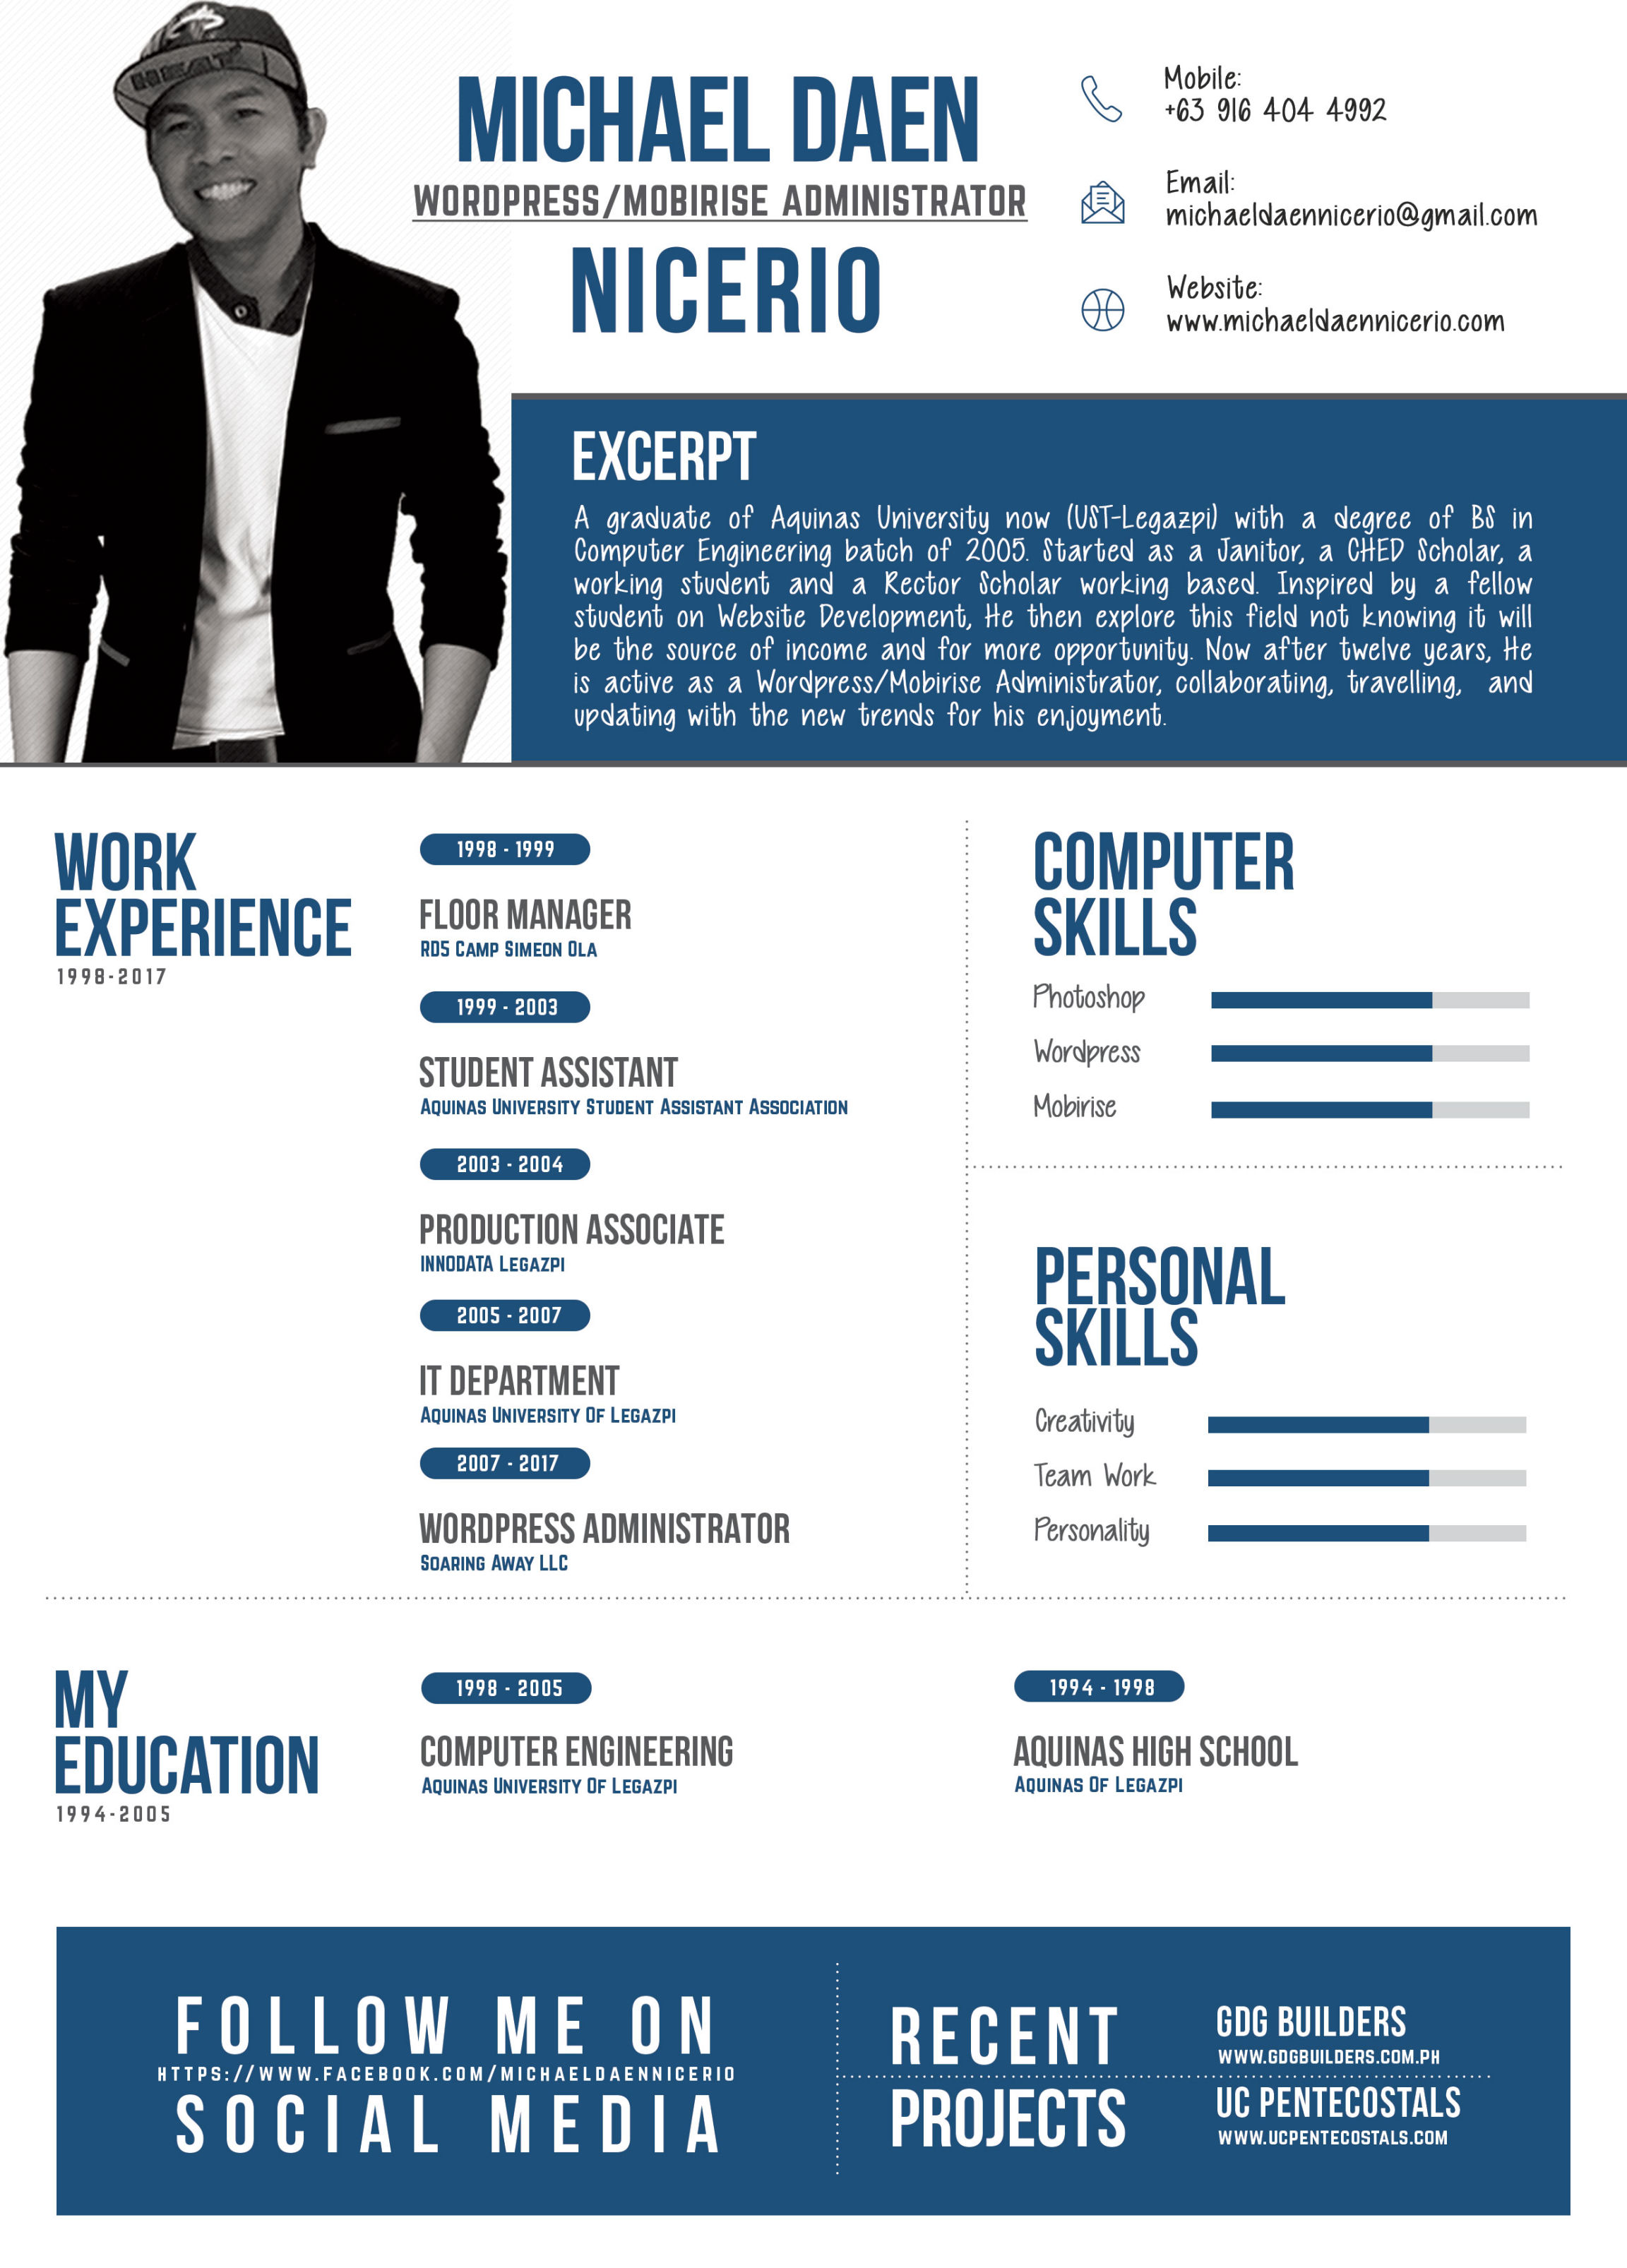 HEAT
MICHAEL DAEN
WORDPRESS/MOBIRISE ADMINISTRATOR
NICERIO
Mobile:
+63 916 404 4992
Email:
michaeldaennicerio@gmail.com
Website:
www.michaeldaennicerio.com
EXCERPT
A graduate of Aquinas University now (UST-Legazpi) with a degree of BS in
Computer Engineering batch of 2005. Started as a Janitor, a CHED Scholar, a
working student and a Rector Scholar working based. Inspired by a fellow
student on Website Development, He then explore this field not knowing it will
be the source of income and for more opportunity. Now after twelve years, He
is active as a Wordpress/Mobirise Administrator, collaborating, travelling, and
updating with the new trends for his enjoyment.
WORK
EXPERIENCE
1998-2017
1998 - 1999
FLOOR MANAGER
RD5 CAMP SIMEON OLA
1999 - 2003
STUDENT ASSISTANT
AQUINAS UNIVERSITY STUDENT ASSISTANT ASSOCIATION
2003 - 2004
PRODUCTION ASSOCIATE
INNODATA LEGAZPI
2005 - 2007
IT DEPARTMENT
AQUINAS UNIVERSITY OF LEGAZPI
2007 - 2017
WORDPRESS ADMINISTRATOR
SOARING AWAY LLC
COMPUTER
SKILLS
Photoshop
Wordpress
Mobirise
PERSONAL
SKILLS
Creativity
Team Work
Personality
MY
EDUCATION
1994-2005
1998 - 2005
COMPUTER ENGINEERING
AQUINAS UNIVERSITY OF LEGAZPI
1994 - 1998
AQUINAS HIGH SCHOOL
AQUINAS OF LEGAZPI
FOLLOW ME ON
HTTPS://WWW.FACEBOOK.COM/MICHAELDAENNICERIO
SOCIAL MEDIA
RECENT
PROJECTS
GDG BUILDERS
WWW.GDGBUILDERS.COM.PH
UC PENTECOSTALS
WWW.UCPENTECOSTALS.COM